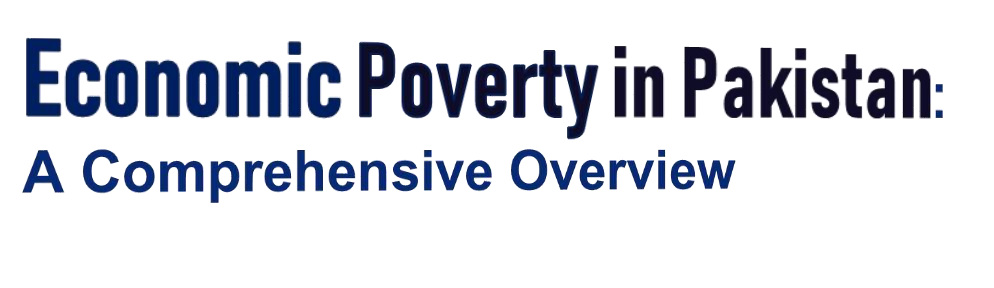 Economic Poverty in Pakistan:
A Comprehensive Overview